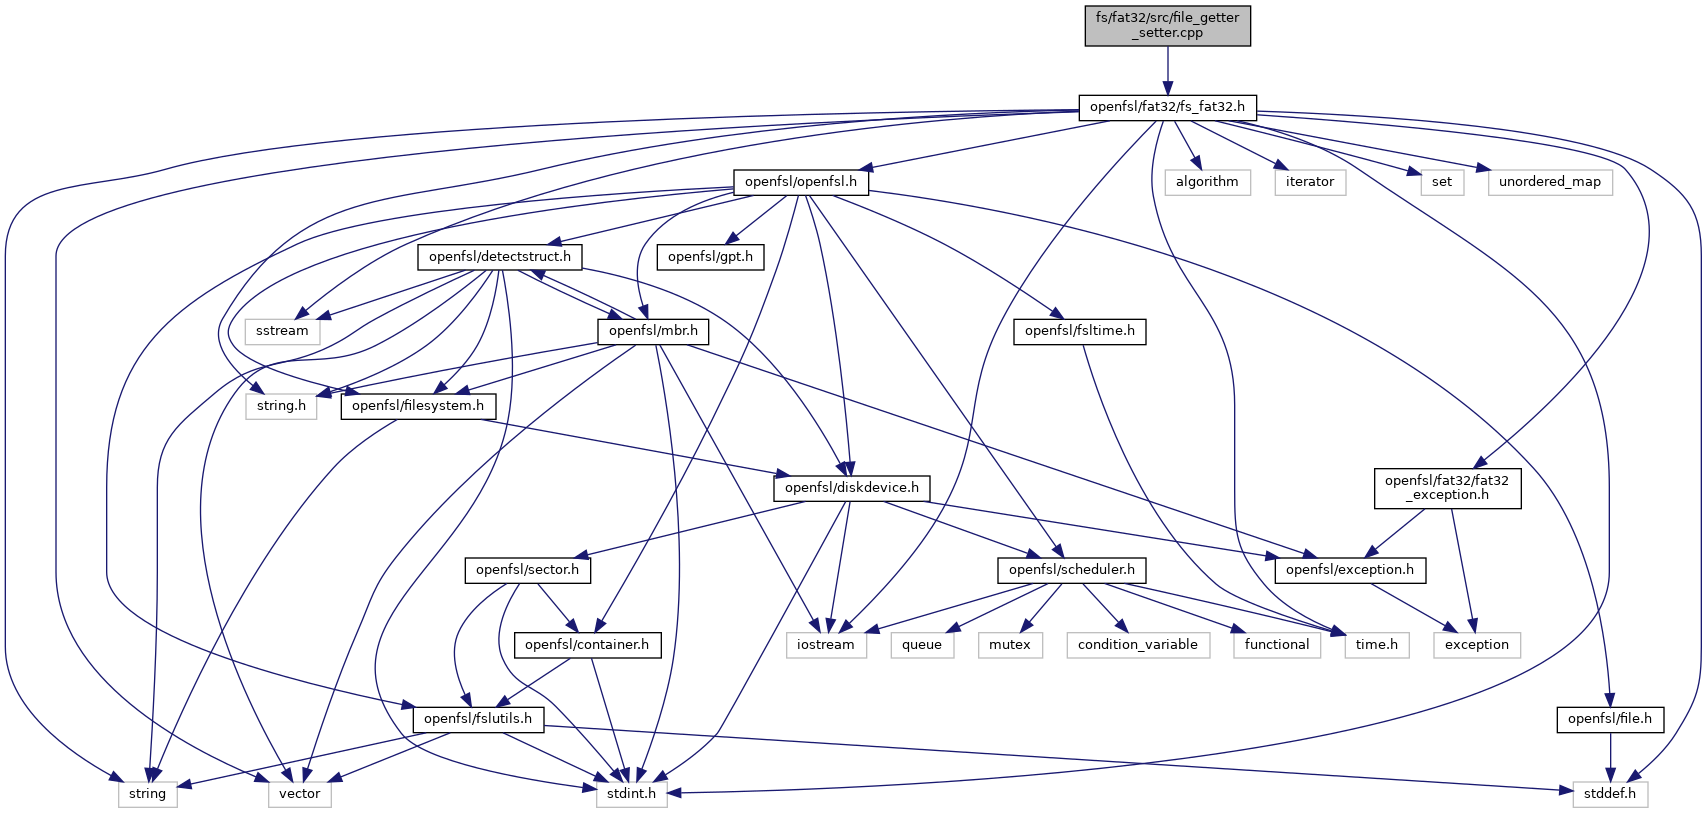 fs/fat32/src/file_getter
_setter.cpp
openfsl/fat32/fs_fat32.h
openfsl/openfsl.h
algorithm
iterator
set
unordered_map
openfsl/detectstruct.h
openfsl/gpt.h
sstream
openfsl/mbr.h
openfsl/fsltime.h
string.h
openfsl/filesystem.h
openfsl/diskdevice.h
openfsl/fat32/fat32
_exception.h
openfsl/sector.h
openfsl/scheduler.h
openfsl/exception.h
openfsl/container.h
iostream
queue
mutex
condition_variable
functional
time.h
exception
openfsl/fslutils.h
openfsl/file.h
string
vector
stdint.h
stddef.h